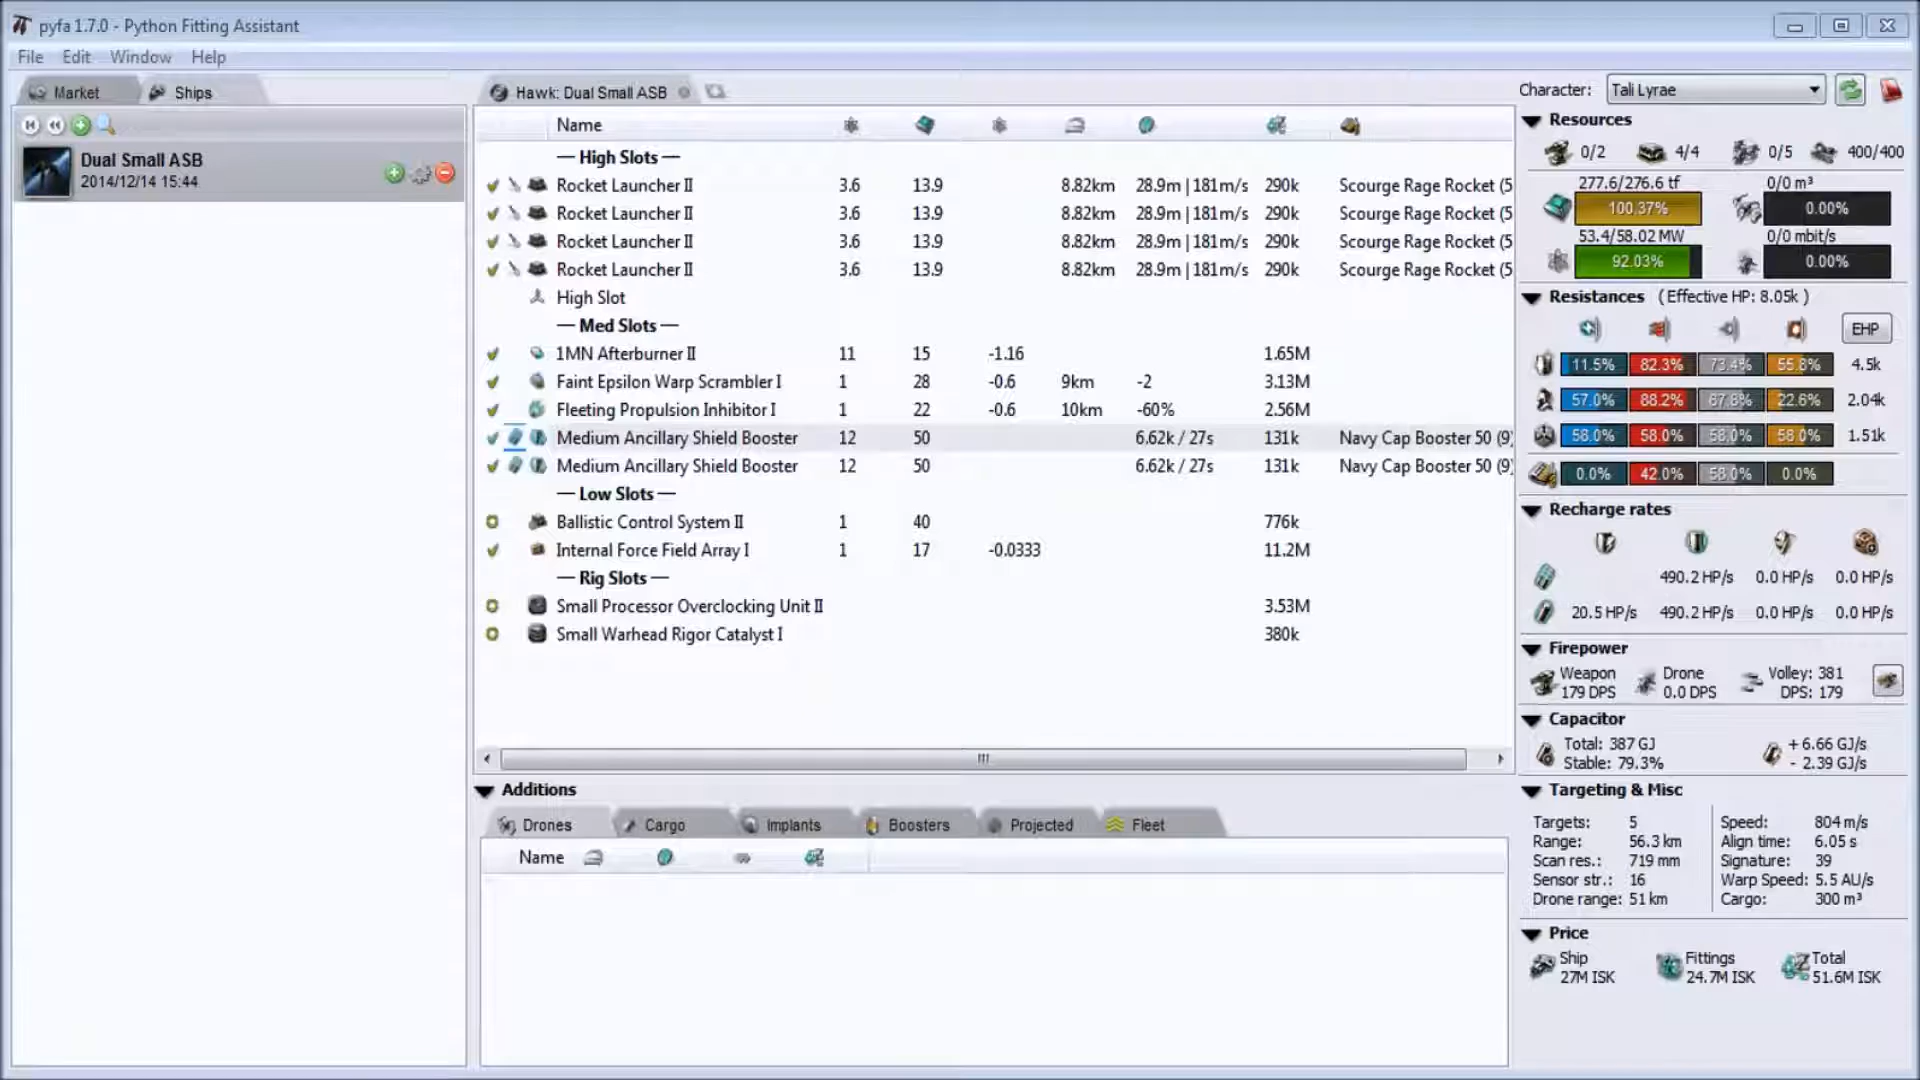 pyfa 1.7.0 - Python Fitting Assistant
File Edit Window Help
Market Ships
Dual Small ASB
2014/12/14 15:44
Hawk: Dual Small ASB
Name
— High Slots —
Rocket Launcher II 3.6 13.9 8.82km 28.9m | 181m/s 290k Scourge Rage Rocket (5
Rocket Launcher II 3.6 13.9 8.82km 28.9m | 181m/s 290k Scourge Rage Rocket (5
Rocket Launcher II 3.6 13.9 8.82km 28.9m | 181m/s 290k Scourge Rage Rocket (5
Rocket Launcher II 3.6 13.9 8.82km 28.9m | 181m/s 290k Scourge Rage Rocket (5
High Slot
— Med Slots —
1MN Afterburner II 11 15 -1.16 1.65M
Faint Epsilon Warp Scrambler I 1 28 -0.6 9km -2 3.13M
Fleeting Propulsion Inhibitor I 1 22 -0.6 10km -60% 2.56M
Medium Ancillary Shield Booster 12 50 6.62k / 27s 131k Navy Cap Booster 50 (9)
Medium Ancillary Shield Booster 12 50 6.62k / 27s 131k Navy Cap Booster 50 (9)
— Low Slots —
Ballistic Control System II 1 40 776k
Internal Force Field Array I 1 17 -0.0333 11.2M
— Rig Slots —
Small Processor Overclocking Unit II 3.53M
Small Warhead Rigor Catalyst I 380k
Additions
Drones Cargo Implants Boosters Projected Fleet
Name
Character: Tali Lyrae
Resources
0/2 4/4 0/5 400/400
277.6/276.6 tf 0/0 m³
100.37% 0.00%
53.4/58.02 MW 0/0 mbit/s
92.03% 0.00%
Resistances (Effective HP: 8.05k )
EHP
11.5% 82.3% 73.4% 55.8% 4.5k
57.0% 88.2% 67.8% 22.6% 2.04k
58.0% 58.0% 58.0% 58.0% 1.51k
0.0% 42.0% 58.0% 0.0%
Recharge rates
490.2 HP/s 0.0 HP/s 0.0 HP/s
20.5 HP/s 490.2 HP/s 0.0 HP/s 0.0 HP/s
Firepower
Weapon Drone Volley: 381
179 DPS 0.0 DPS DPS: 179
Capacitor
Total: 387 GJ + 6.66 GJ/s
Stable: 79.3% - 2.39 GJ/s
Targeting & Misc
Targets: 5 Speed: 804 m/s
Range: 56.3 km Align time: 6.05 s
Scan res.: 719 mm Signature: 39
Sensor str.: 16 Warp Speed: 5.5 AU/s
Drone range: 51 km Cargo: 300 m³
Price
Ship Fittings Total
27M ISK 24.7M ISK 51.6M ISK